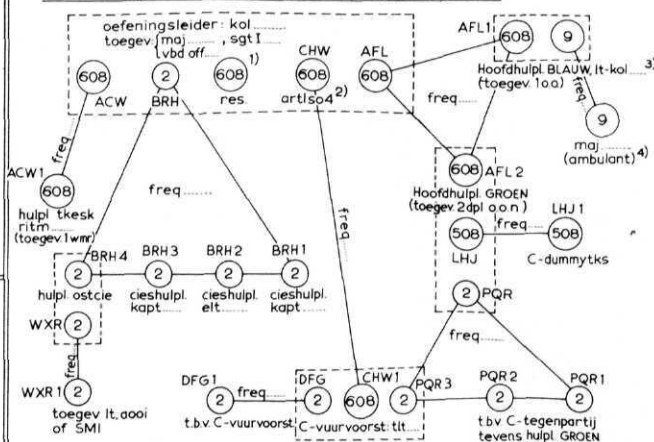 oefeningsleider: kol........
toegev: { maj ........, sgt I
{ vbd off......
608
ACW
2
BRH
608 1)
res.
CHW
608
artlso4 2)
AFL
608
AFL1
608
9
Hoofdhulpl. BLAUW, lt-kol...... 3)
(toegev. 1 o a)
freq......
freq...
9
maj............
(ambulant) 4)
freq
ACW1
608
hulpl tkesk
ritm......
(toegev. 1 wmr)
freq.........
freq......
608
AFL2
Hoofdhulpl. GROEN
(toegev. 2 dpl o.o.n)
508
LHJ
freq......
LHJ 1
508
C-dummytks
2
BRH4
hulpl. ostcie
2
BRH3
cieshulpl.
kapt......
2
BRH2
cieshulpl.
elt......
2
BRH1
cieshulpl.
kapt......
2
PQR
freq......
WXR
2
freq
WXR1
2
toegev lt, aooi
of SMI
DFG1
2
freq......
t.b.v. C-vuurvoorst.
DFG
2
CHW1
608
C-vuurvoorst: tlt......
2
PQR3
PQR2
2
PQR1
2
t.b.v C-tegenpartij
tevens hulpl. GROEN